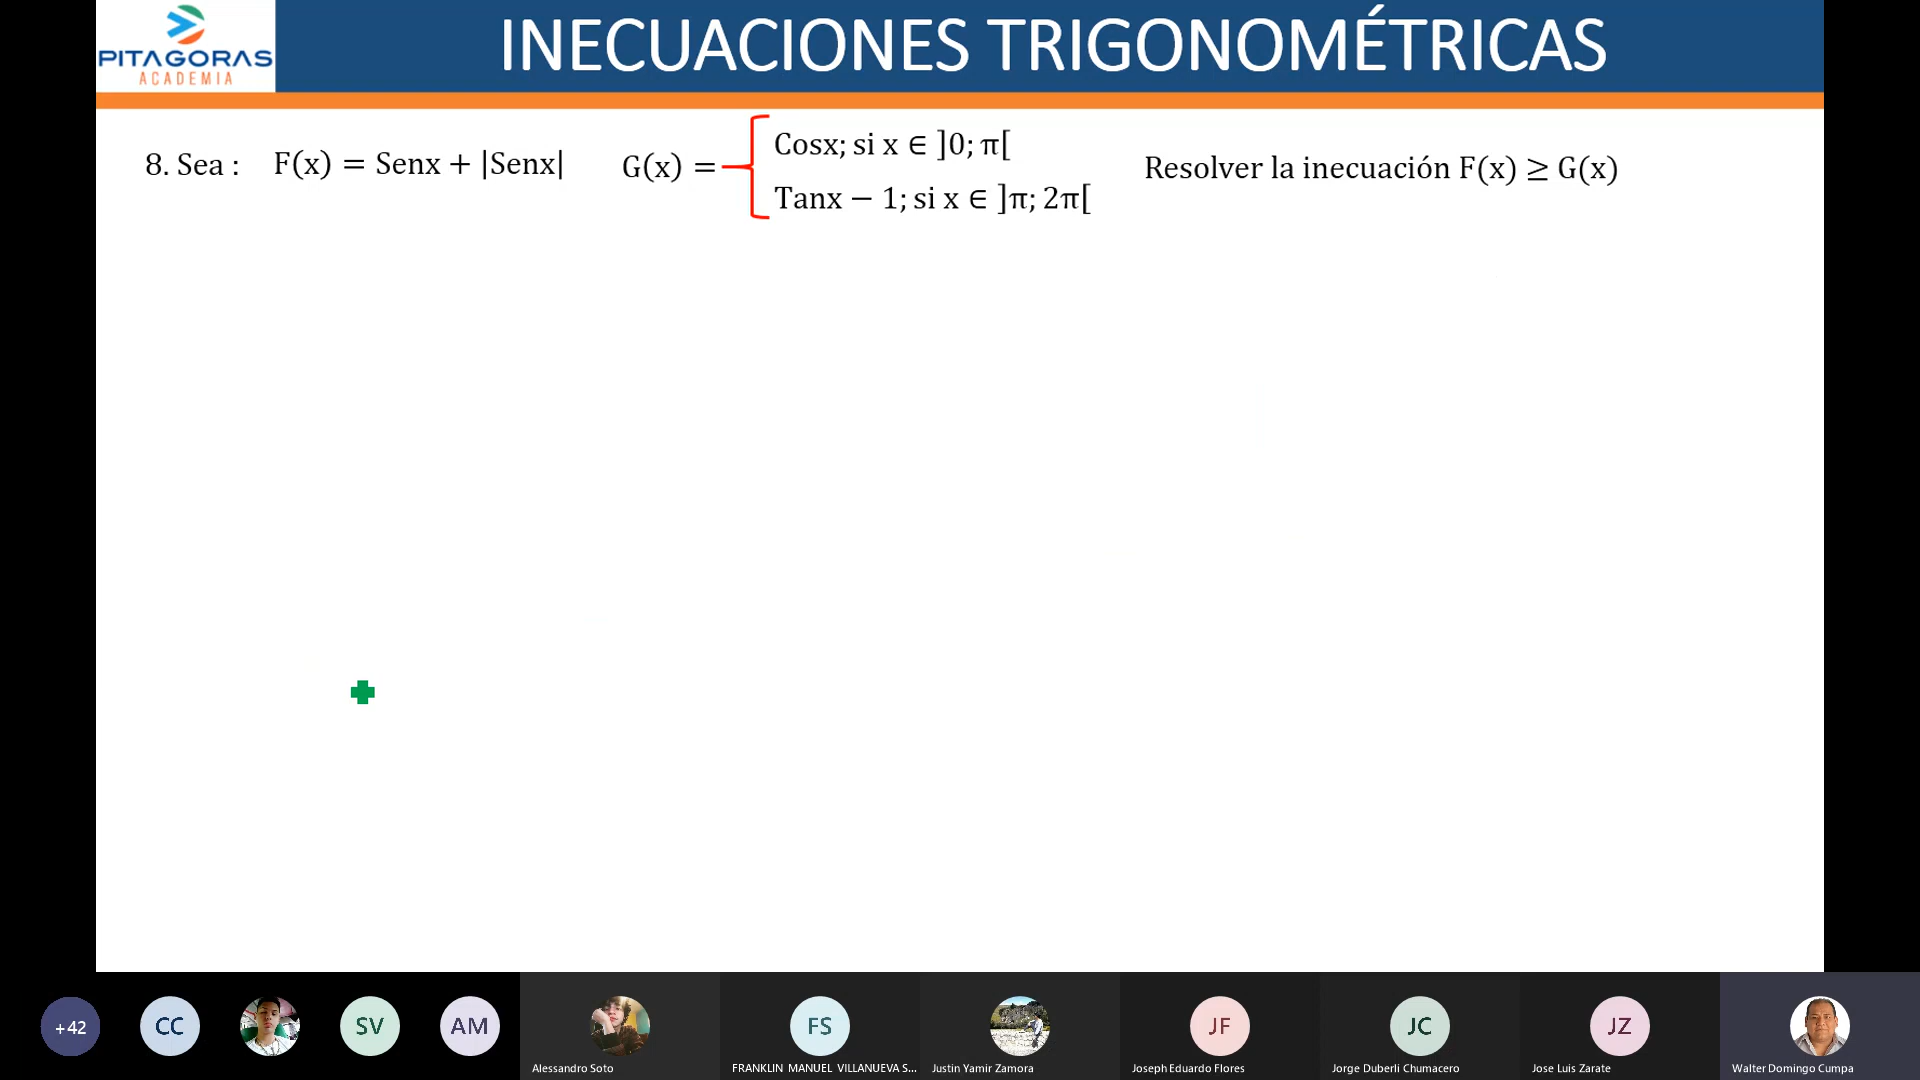 PITAGORAS
ACADEMIA
INECUACIONES TRIGONOMÉTRICAS
8. Sea : F(x) = Senx + |Senx| G(x) = Cosx; si x ∈ ]0; π[
Tanx − 1; si x ∈ ]π; 2π[
Resolver la inecuación F(x) ≥ G(x)
+42
CC
SV
AM
Alessandro Soto
FS
FRANKLIN MANUEL VILLANUEVA S...
Justin Yamir Zamora
JF
Joseph Eduardo Flores
JC
Jorge Duberli Chumacero
JZ
Jose Luis Zarate
Walter Domingo Cumpa